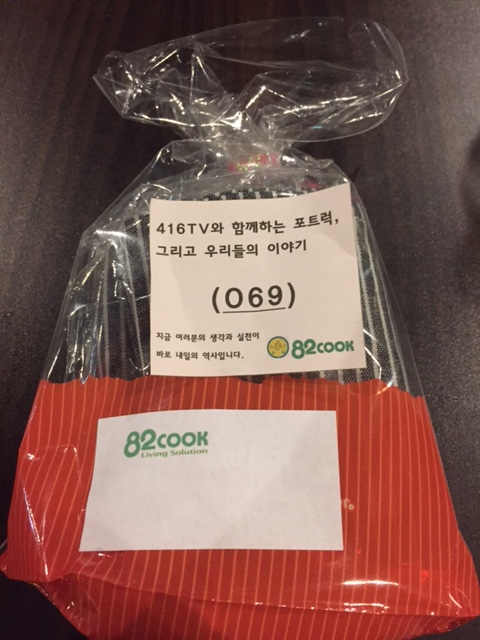 416TV와 함께하는 포트럭,
그리고 우리들의 이야기
(069)
지금 여러분의 생각과 실천이
바로 내일의 역사입니다.
82COOK
82COOK
Living Solution